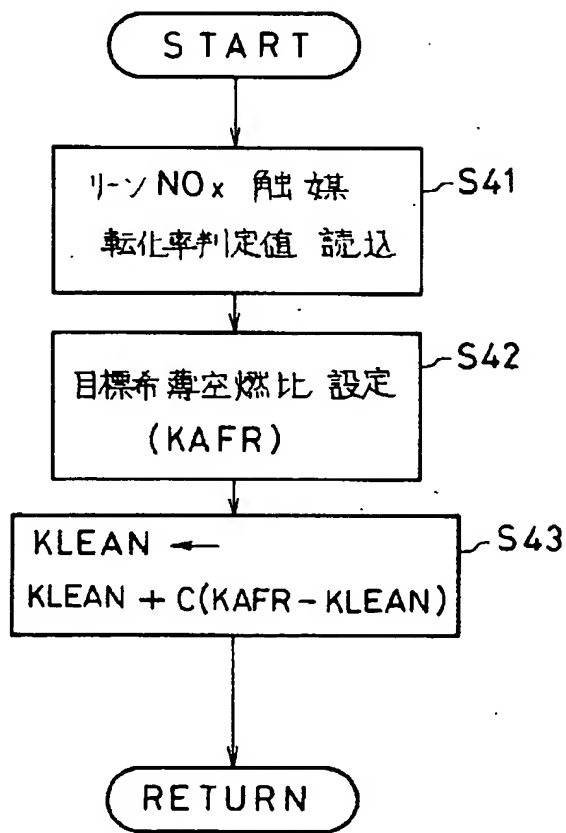 START
リーンNOx 触媒
転化率判定値 読込
S41
目標希薄空燃比 設定
(KAFR)
S42
KLEAN ←
KLEAN + C(KAFR-KLEAN)
S43
RETURN